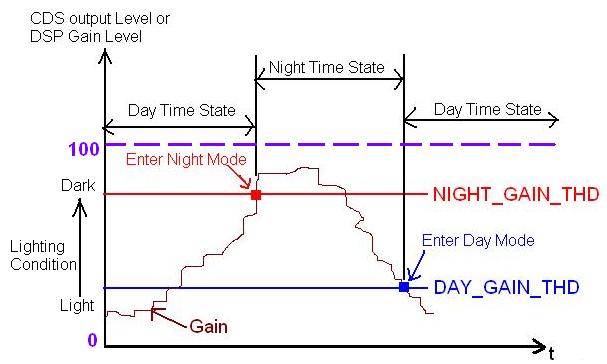 CDS output Level or
DSP Gain Level
Night Time State
Day Time State
Day Time State
100
Enter Night Mode
Dark
NIGHT_GAIN_THD
Lighting
Condition
Enter Day Mode
DAY_GAIN_THD
Light
Gain
0
t